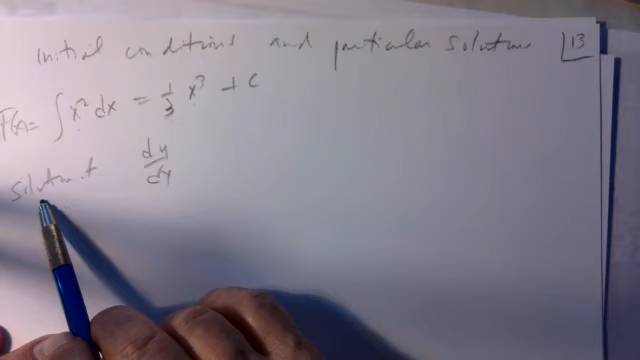 Initial conditions and particular solutions 13
F(x)= ∫ x² dx = 1/3 x³ + C
Solution of dy/dx